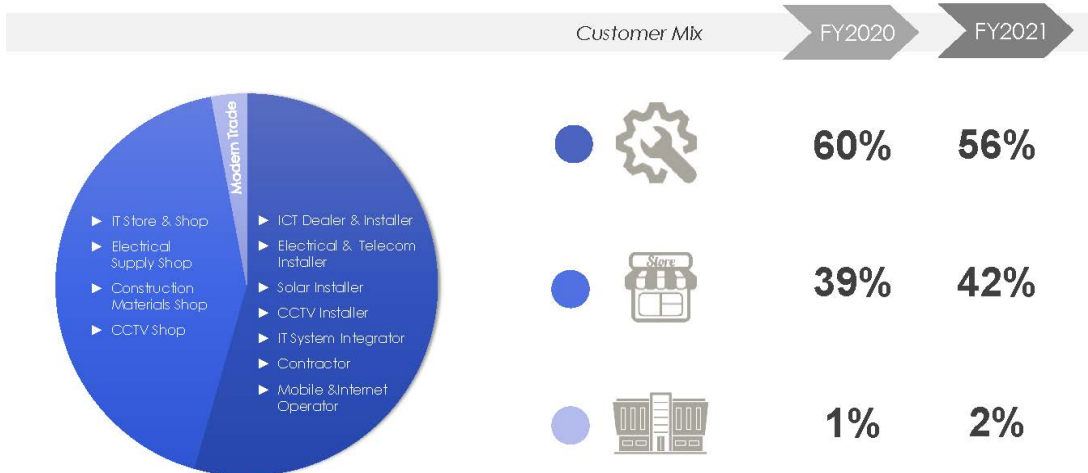 Customer Mix
FY2020
FY2021
Modern Trade
► IT Store & Shop
► Electrical
Supply Shop
► Construction
Materials Shop
► CCTV Shop
► ICT Dealer & Installer
► Electrical & Telecom
Installer
► Solar Installer
► CCTV Installer
► IT System Integrator
► Contractor
► Mobile &Internet
Operator
60%
56%
Store
39%
42%
1%
2%